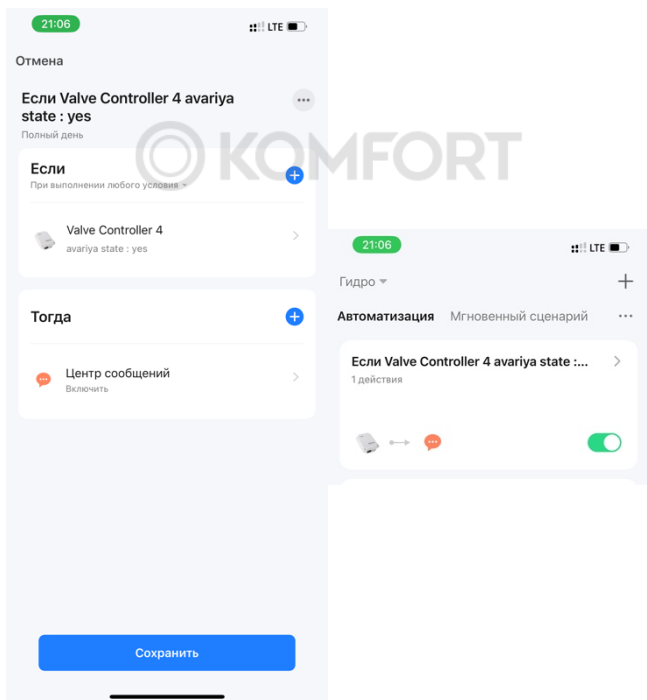 21:06
LTE
Отмена
Если Valve Controller 4 avariya
state : yes
Полный день
Если
При выполнении любого условия
Valve Controller 4
avariya state : yes
Тогда
Центр сообщений
Включить
Сохранить
KOMFORT
21:06
LTE
Гидро
Автоматизация Мгновенный сценарий
Если Valve Controller 4 avariya state :...
1 действия